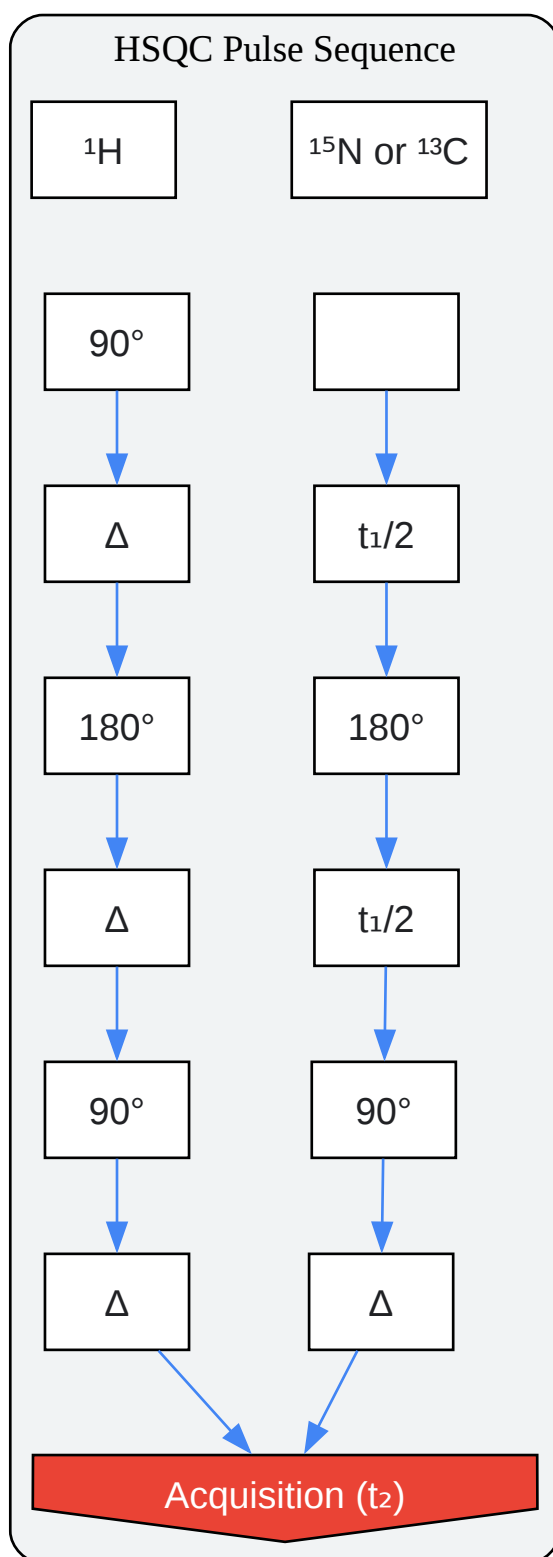 HSQC Pulse Sequence
¹H
¹⁵N or ¹³C
90°
Δ
t₁/2
180°
180°
Δ
t₁/2
90°
90°
Δ
Δ
Acquisition (t₂)